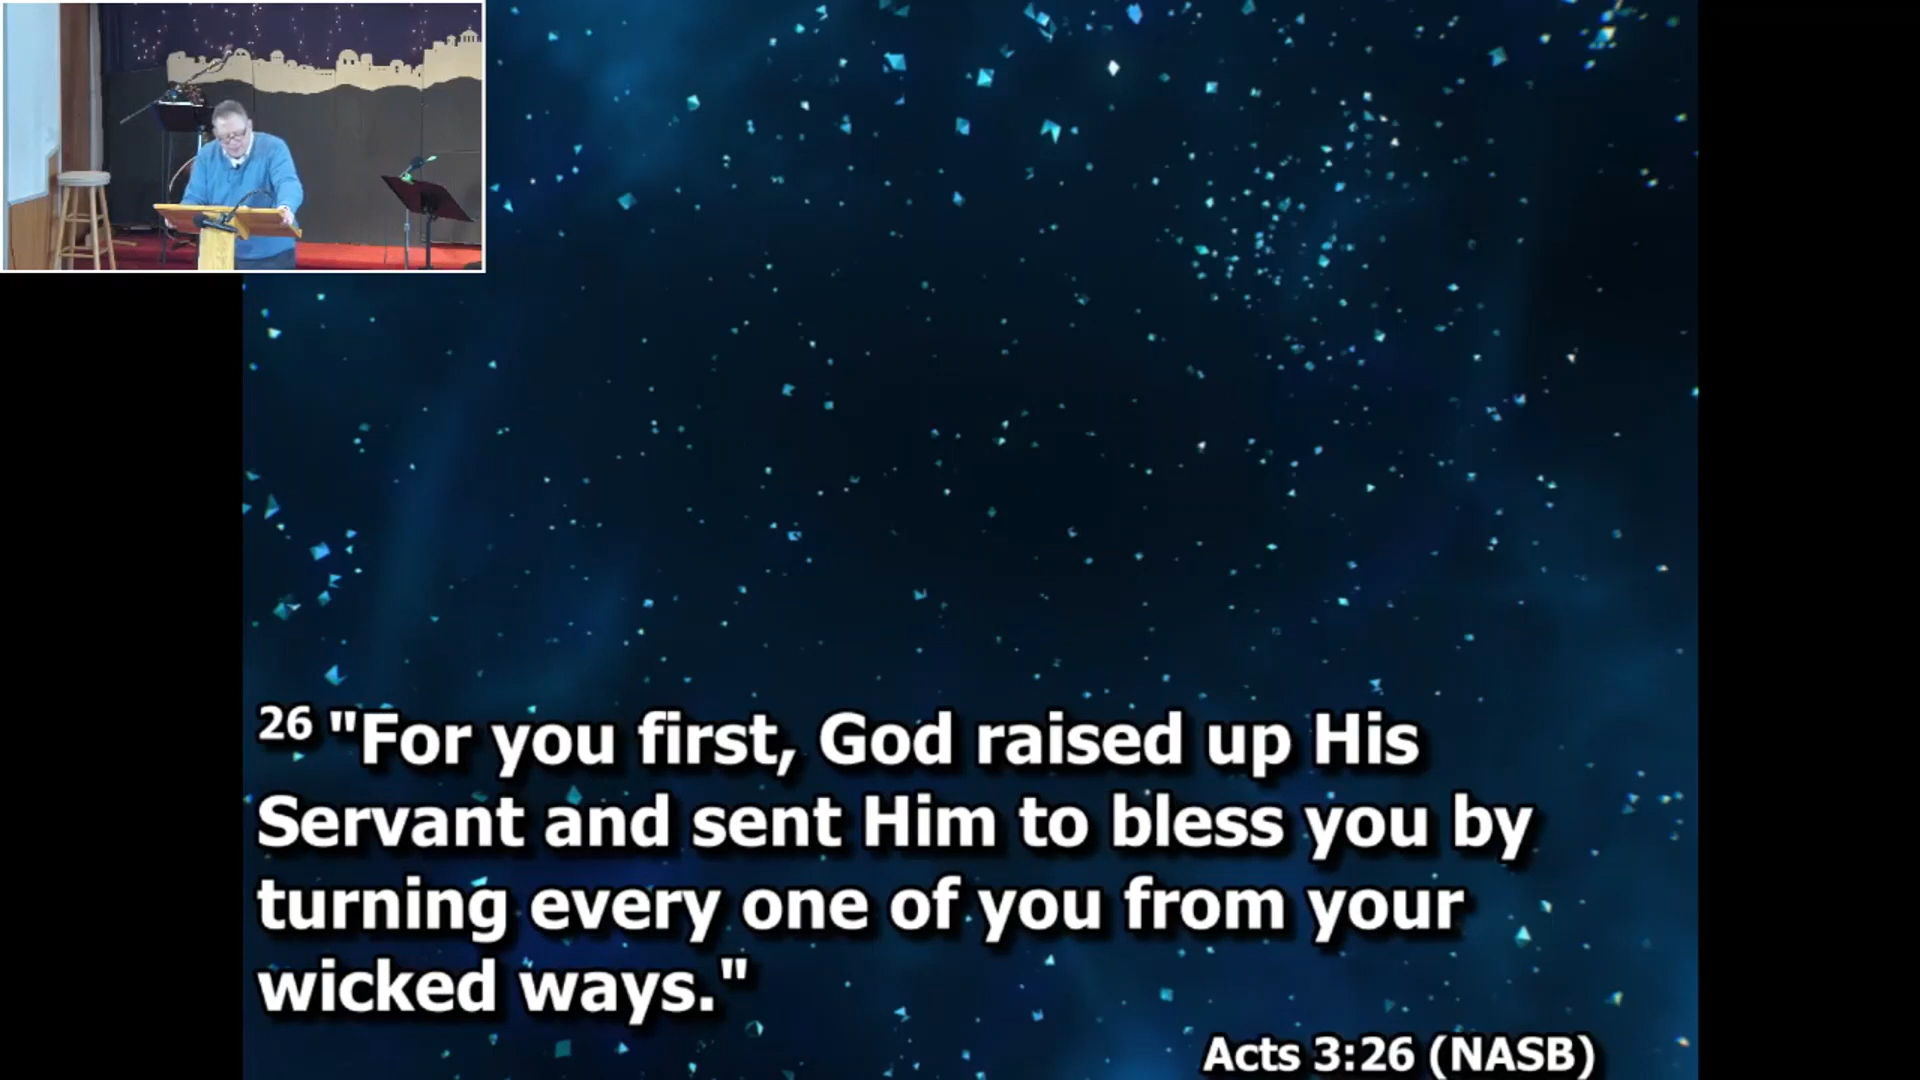 26 "For you first, God raised up His
Servant and sent Him to bless you by
turning every one of you from your
wicked ways."
Acts 3:26 (NASB)